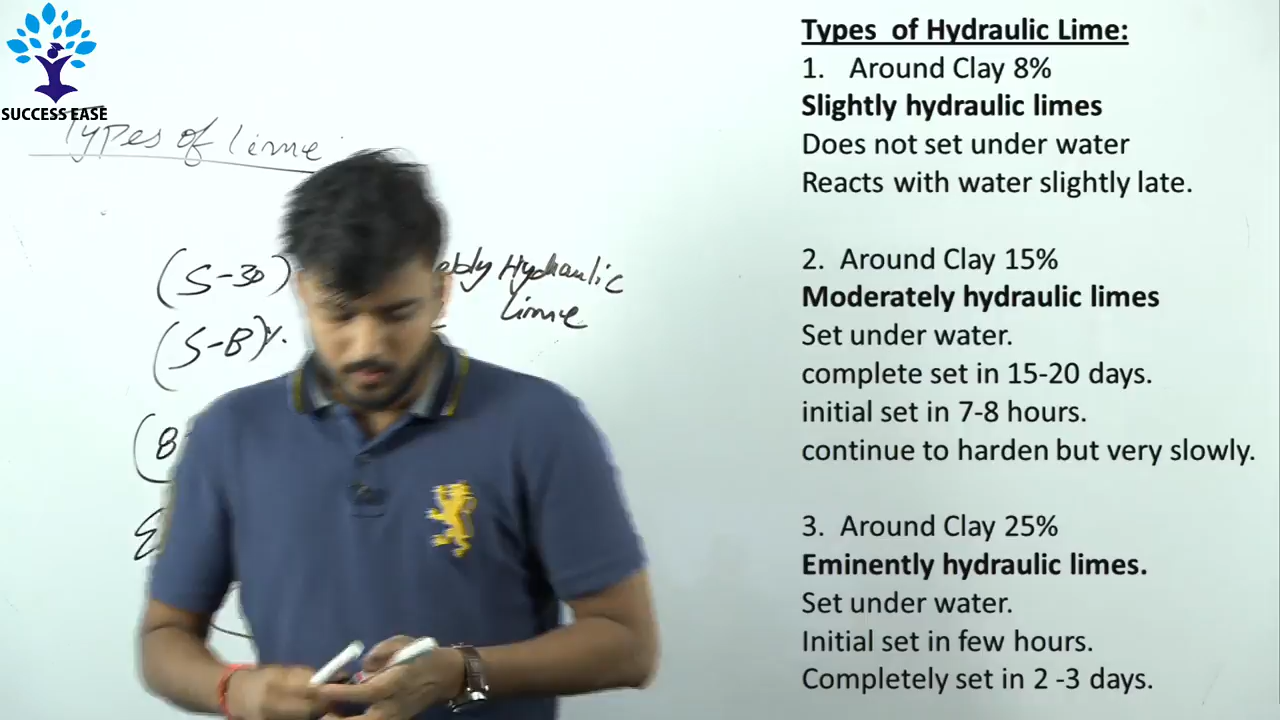 SUCCESS EASE
Types of lime
(S-30)
Hydraulic
lime
(S-8)%.
(8
Types of Hydraulic Lime:
1. Around Clay 8%
Slightly hydraulic limes
Does not set under water
Reacts with water slightly late.
2. Around Clay 15%
Moderately hydraulic limes
Set under water.
complete set in 15-20 days.
initial set in 7-8 hours.
continue to harden but very slowly.
3. Around Clay 25%
Eminently hydraulic limes.
Set under water.
Initial set in few hours.
Completely set in 2 -3 days.